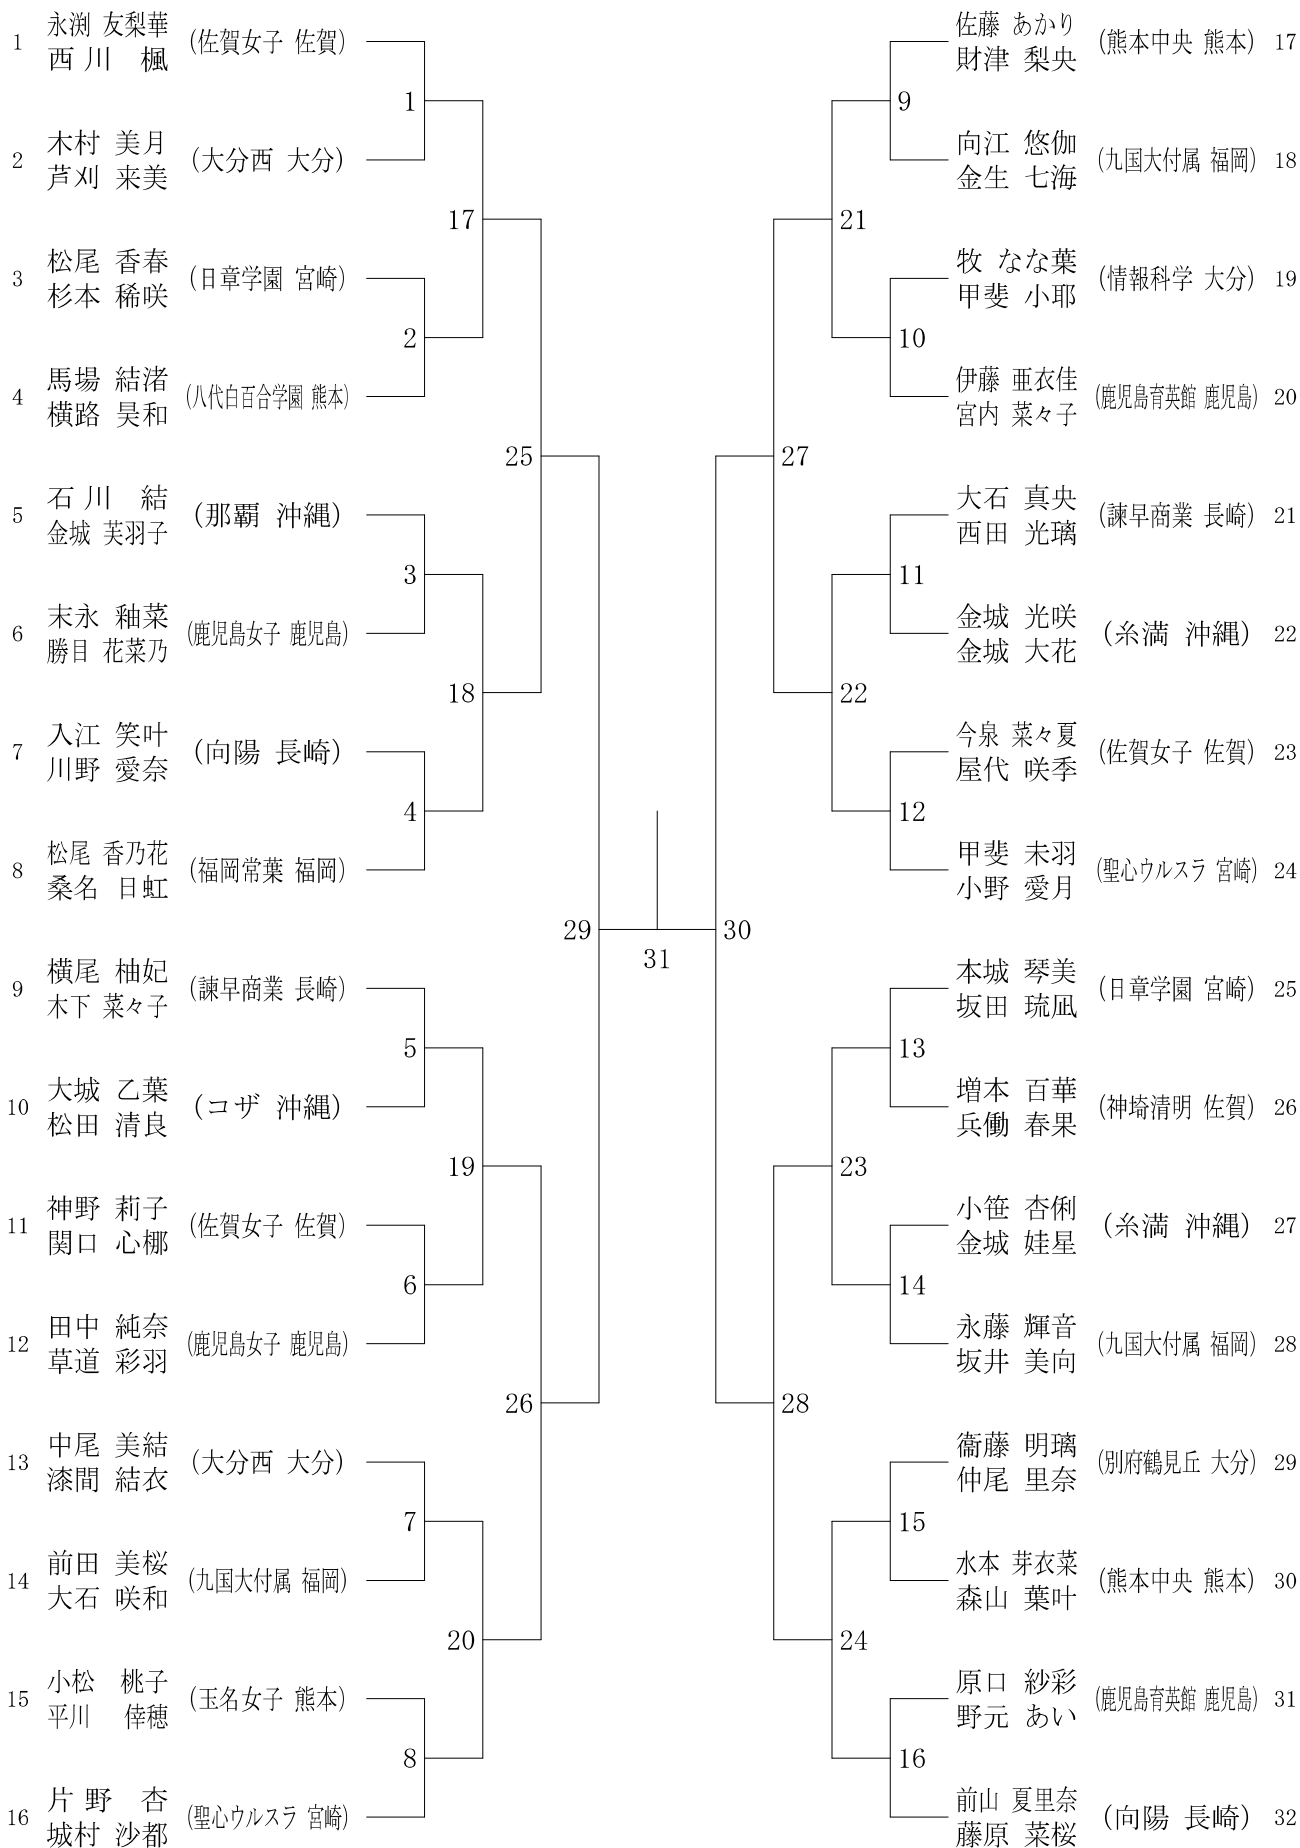 1 永渕 友梨華 (佐賀女子 佐賀)
西川 楓
1
2 木村 美月 (大分西 大分)
芦刈 来美
17
3 松尾 香春 (日章学園 宮崎)
杉本 稀咲
2
4 馬場 結渚 (八代白百合学園 熊本)
横路 昊和
25
5 石川 結 (那覇 沖縄)
金城 芙羽子
3
6 末永 釉菜 (鹿児島女子 鹿児島)
勝目 花菜乃
18
7 入江 笑叶 (向陽 長崎)
川野 愛奈
4
8 松尾 香乃花 (福岡常葉 福岡)
桑名 日虹
29
9 横尾 柚妃 (諫早商業 長崎)
木下 菜々子
5
10 大城 乙葉 (コザ 沖縄)
松田 清良
19
11 神野 莉子 (佐賀女子 佐賀)
関口 心梛
6
12 田中 純奈 (鹿児島女子 鹿児島)
草道 彩羽
26
13 中尾 美結 (大分西 大分)
漆間 結衣
7
14 前田 美桜 (九国大付属 福岡)
大石 咲和
20
15 小松 桃子 (玉名女子 熊本)
平川 倖穂
8
16 片野 杏 (聖心ウルスラ 宮崎)
城村 沙都
31
佐藤 あかり (熊本中央 熊本) 17
財津 梨央
9
向江 悠伽 (九国大付属 福岡) 18
金生 七海
21
牧 なな葉 (情報科学 大分) 19
甲斐 小耶
10
伊藤 亜衣佳 (鹿児島育英館 鹿児島) 20
宮内 菜々子
27
大石 真央 (諫早商業 長崎) 21
西田 光璃
11
金城 光咲 (糸満 沖縄) 22
金城 大花
22
今泉 菜々夏 (佐賀女子 佐賀) 23
屋代 咲季
12
甲斐 未羽 (聖心ウルスラ 宮崎) 24
小野 愛月
30
本城 琴美 (日章学園 宮崎) 25
坂田 琉凪
13
増本 百華 (神埼清明 佐賀) 26
兵働 春果
23
小笹 杏俐 (糸満 沖縄) 27
金城 娃星
14
永藤 輝音 (九国大付属 福岡) 28
坂井 美向
28
衞藤 明璃 (別府鶴見丘 大分) 29
仲尾 里奈
15
水本 芽衣菜 (熊本中央 熊本) 30
森山 葉叶
24
原口 紗彩 (鹿児島育英館 鹿児島) 31
野元 あい
16
前山 夏里奈 (向陽 長崎) 32
藤原 菜桜